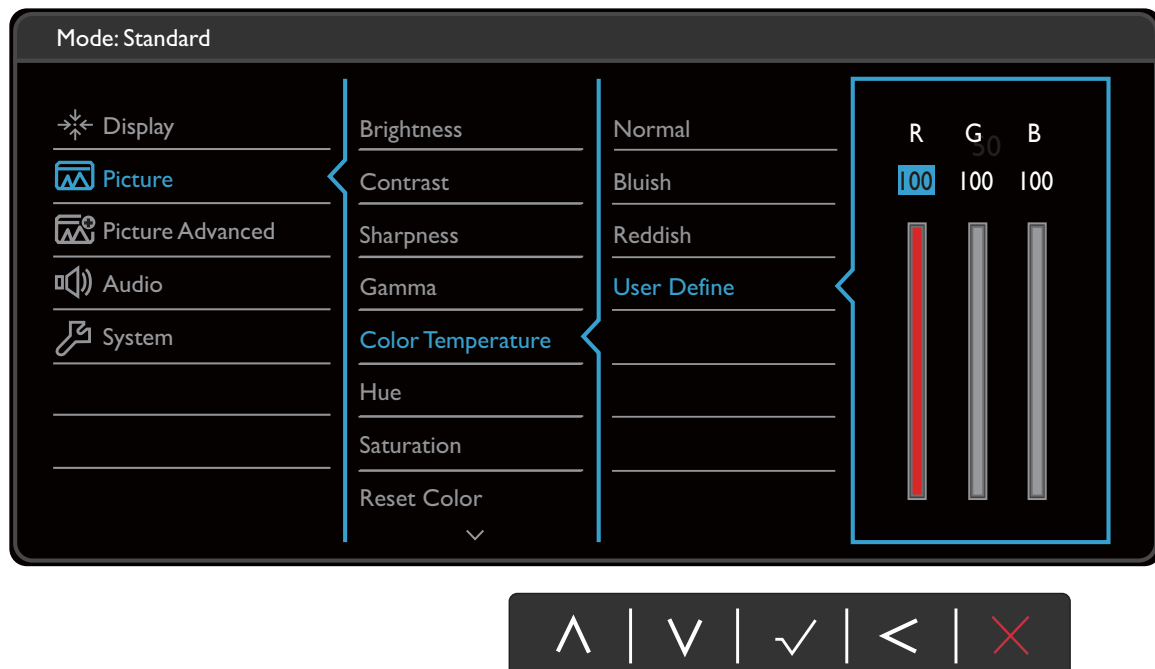 Mode: Standard
Display
Picture
Picture Advanced
Audio
System
Brightness
Contrast
Sharpness
Gamma
Color Temperature
Hue
Saturation
Reset Color
Normal
Bluish
Reddish
User Define
R G B
50
100 100 100